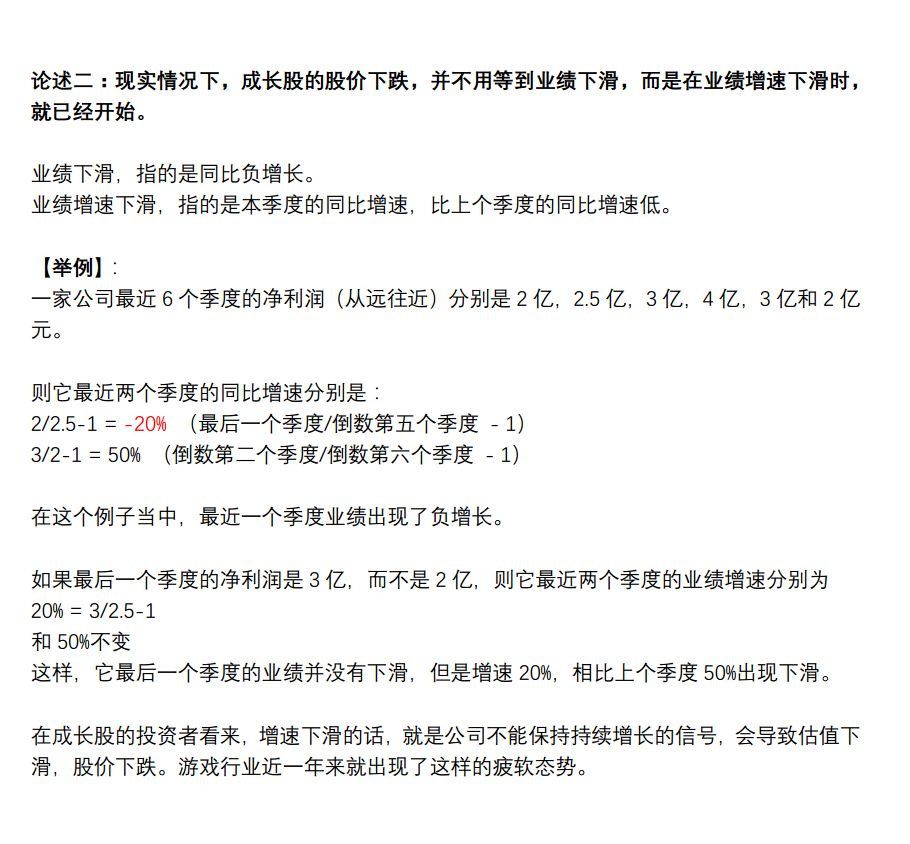 论述二：现实情况下，成长股的股价下跌，并不用等到业绩下滑，而是在业绩增速下滑时，
就已经开始。
业绩下滑，指的是同比负增长。
业绩增速下滑，指的是本季度的同比增速，比上个季度的同比增速低。
【举例】：
一家公司最近 6 个季度的净利润（从远往近）分别是 2 亿，2.5 亿，3 亿，4 亿，3 亿和 2 亿
元。
则它最近两个季度的同比增速分别是：
2/2.5-1 = -20% （最后一个季度/倒数第五个季度 - 1）
3/2-1 = 50% （倒数第二个季度/倒数第六个季度 - 1）
在这个例子当中，最近一个季度业绩出现了负增长。
如果最后一个季度的净利润是 3 亿，而不是 2 亿，则它最近两个季度的业绩增速分别为
20% = 3/2.5-1
和 50%不变
这样，它最后一个季度的业绩并没有下滑，但是增速 20%，相比上个季度 50%出现下滑。
在成长股的投资者看来，增速下滑的话，就是公司不能保持持续增长的信号，会导致估值下
滑，股价下跌。游戏行业近一年来就出现了这样的疲软态势。